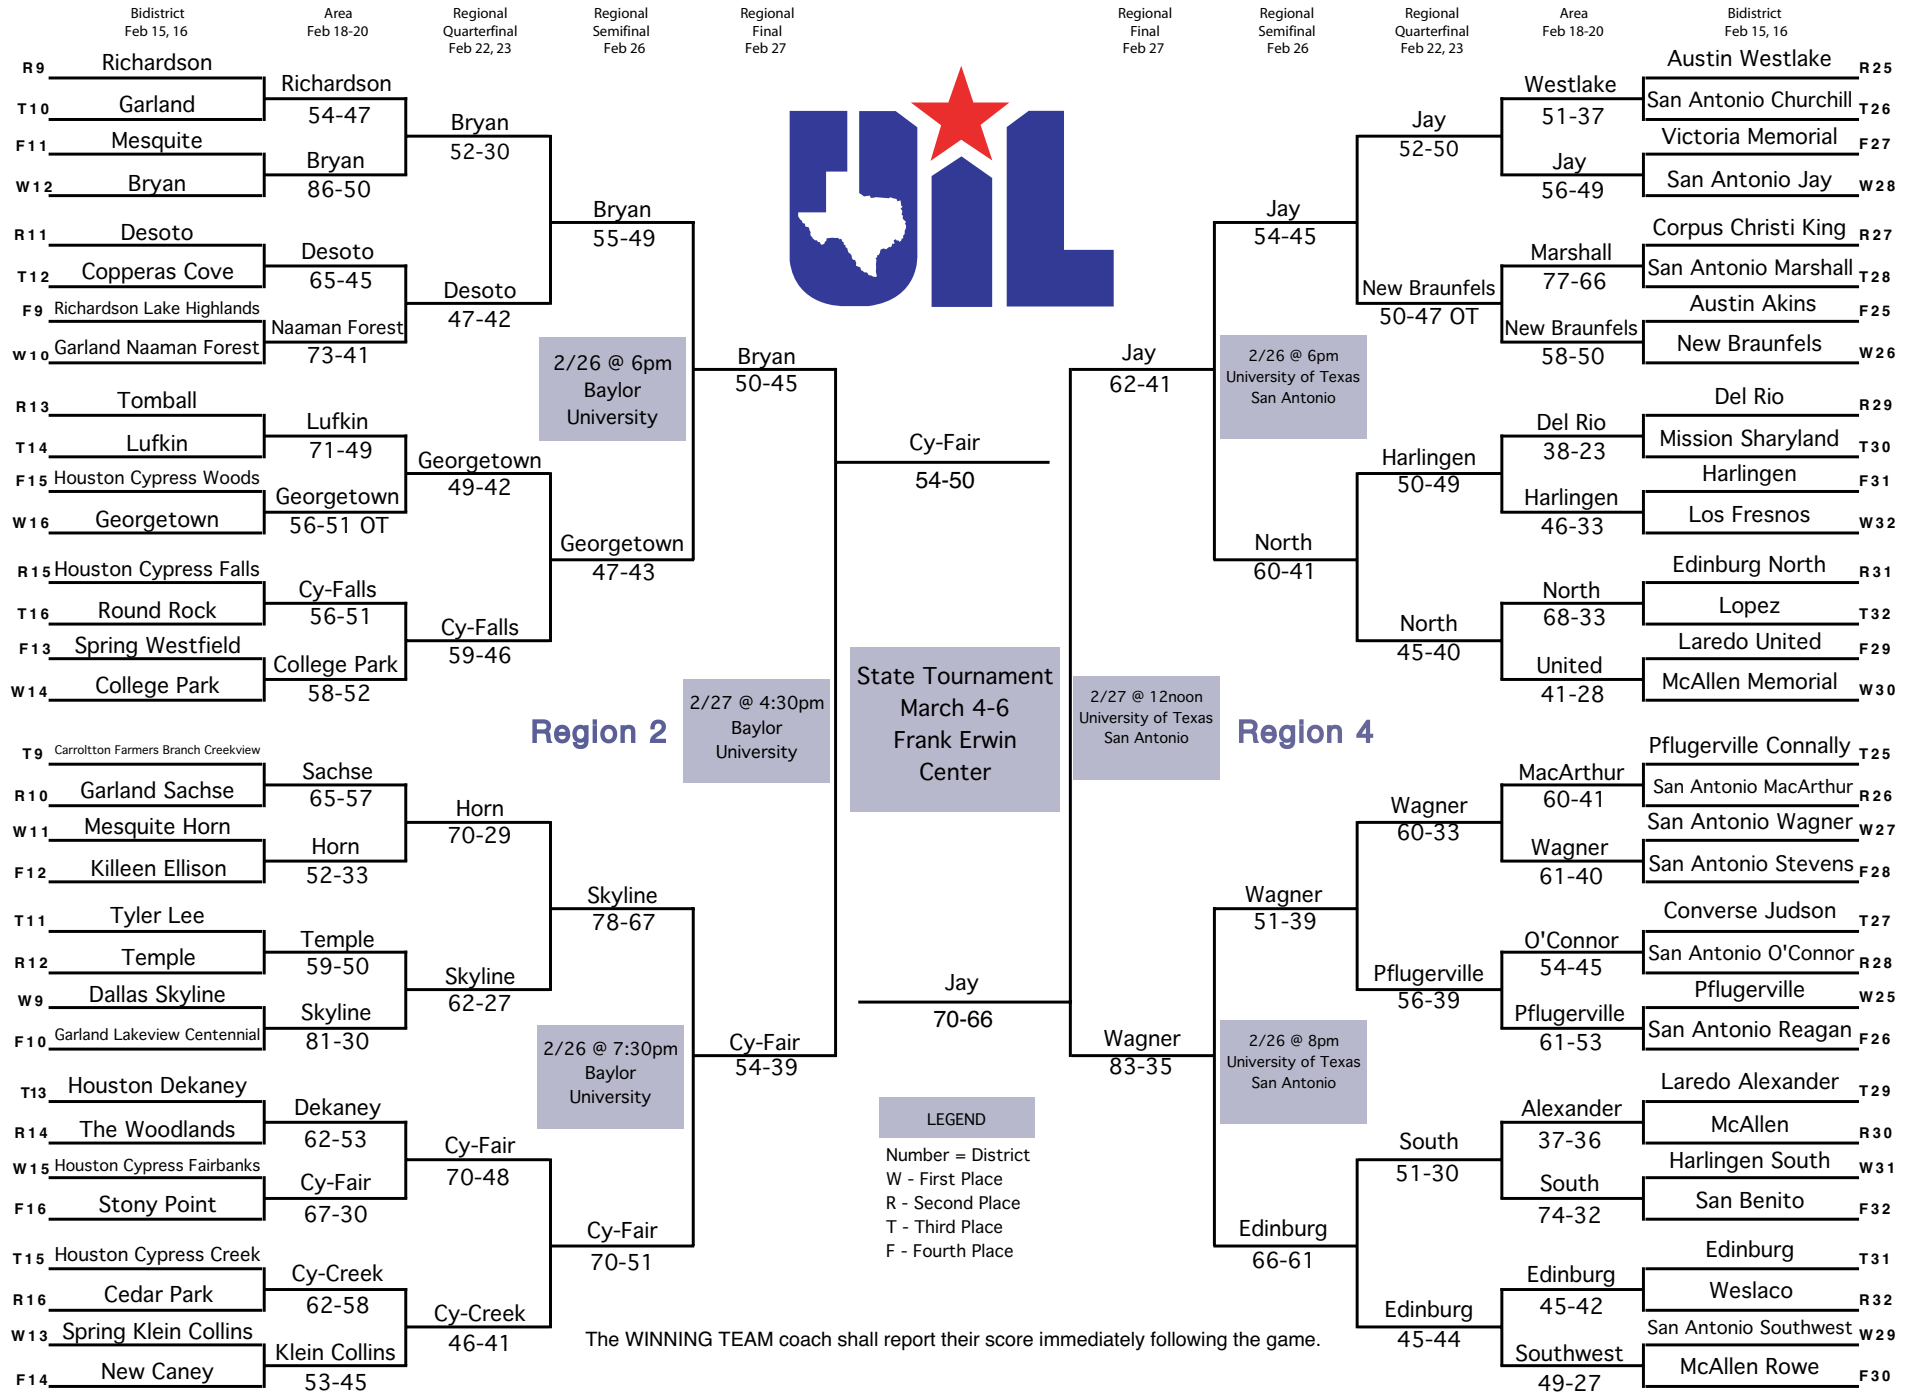 Bidistrict
Feb 15, 16
Area
Feb 18-20
Regional
Quarterfinal
Feb 22, 23
Regional
Semifinal
Feb 26
Regional
Final
Feb 27
Regional
Final
Feb 27
Regional
Semifinal
Feb 26
Regional
Quarterfinal
Feb 22, 23
Area
Feb 18-20
Bidistrict
Feb 15, 16
UIL
R9 Richardson
T10 Garland
F11 Mesquite
W12 Bryan
R11 Desoto
T12 Copperas Cove
F9 Richardson Lake Highlands
W10 Garland Naaman Forest
R13 Tomball
T14 Lufkin
F15 Houston Cypress Woods
W16 Georgetown
R15 Houston Cypress Falls
T16 Round Rock
F13 Spring Westfield
W14 College Park
T9 Carroltton Farmers Branch Creekview
R10 Garland Sachse
W11 Mesquite Horn
F12 Killeen Ellison
T11 Tyler Lee
R12 Temple
W9 Dallas Skyline
F10 Garland Lakeview Centennial
T13 Houston Dekaney
R14 The Woodlands
W15 Houston Cypress Fairbanks
F16 Stony Point
T15 Houston Cypress Creek
R16 Cedar Park
W13 Spring Klein Collins
F14 New Caney
Richardson
54-47
Bryan
86-50
Desoto
65-45
Naaman Forest
73-41
Lufkin
71-49
Georgetown
56-51 OT
Cy-Falls
56-51
College Park
58-52
Sachse
65-57
Horn
52-33
Temple
59-50
Skyline
81-30
Dekaney
62-53
Cy-Fair
67-30
Cy-Creek
62-58
Klein Collins
53-45
Bryan
52-30
Desoto
47-42
Georgetown
49-42
Cy-Falls
59-46
Horn
70-29
Skyline
62-27
Cy-Fair
70-48
Cy-Creek
46-41
Bryan
55-49
2/26 @ 6pm
Baylor
University
Georgetown
47-43
Region 2
Skyline
78-67
2/26 @ 7:30pm
Baylor
University
Cy-Fair
70-51
Bryan
50-45
2/27 @ 4:30pm
Baylor
University
Cy-Fair
54-39
Cy-Fair
54-50
State Tournament
March 4-6
Frank Erwin
Center
Jay
70-66
LEGEND
Number = District
W - First Place
R - Second Place
T - Third Place
F - Fourth Place
Jay
62-41
2/27 @ 12noon
University of Texas
San Antonio
Wagner
83-35
Jay
54-45
2/26 @ 6pm
University of Texas
San Antonio
North
60-41
Region 4
Wagner
51-39
2/26 @ 8pm
University of Texas
San Antonio
Edinburg
66-61
Jay
52-50
New Braunfels
50-47 OT
Harlingen
50-49
North
45-40
Wagner
60-33
Pflugerville
56-39
South
51-30
Edinburg
45-44
Westlake
51-37
Jay
56-49
Marshall
77-66
New Braunfels
58-50
Del Rio
38-23
Harlingen
46-33
North
68-33
United
41-28
MacArthur
60-41
Wagner
61-40
O'Connor
54-45
Pflugerville
61-53
Alexander
37-36
South
74-32
Edinburg
45-42
Southwest
49-27
Austin Westlake R25
San Antonio Churchill T26
Victoria Memorial F27
San Antonio Jay W28
Corpus Christi King R27
San Antonio Marshall T28
Austin Akins F25
New Braunfels W26
Del Rio R29
Mission Sharyland T30
Harlingen F31
Los Fresnos W32
Edinburg North R31
Lopez T32
Laredo United F29
McAllen Memorial W30
Pflugerville Connally T25
San Antonio MacArthur R26
San Antonio Wagner W27
San Antonio Stevens F28
Converse Judson T27
San Antonio O'Connor R28
Pflugerville W25
San Antonio Reagan F26
Laredo Alexander T29
McAllen R30
Harlingen South W31
San Benito F32
Edinburg T31
Weslaco R32
San Antonio Southwest W29
McAllen Rowe F30
The WINNING TEAM coach shall report their score immediately following the game.